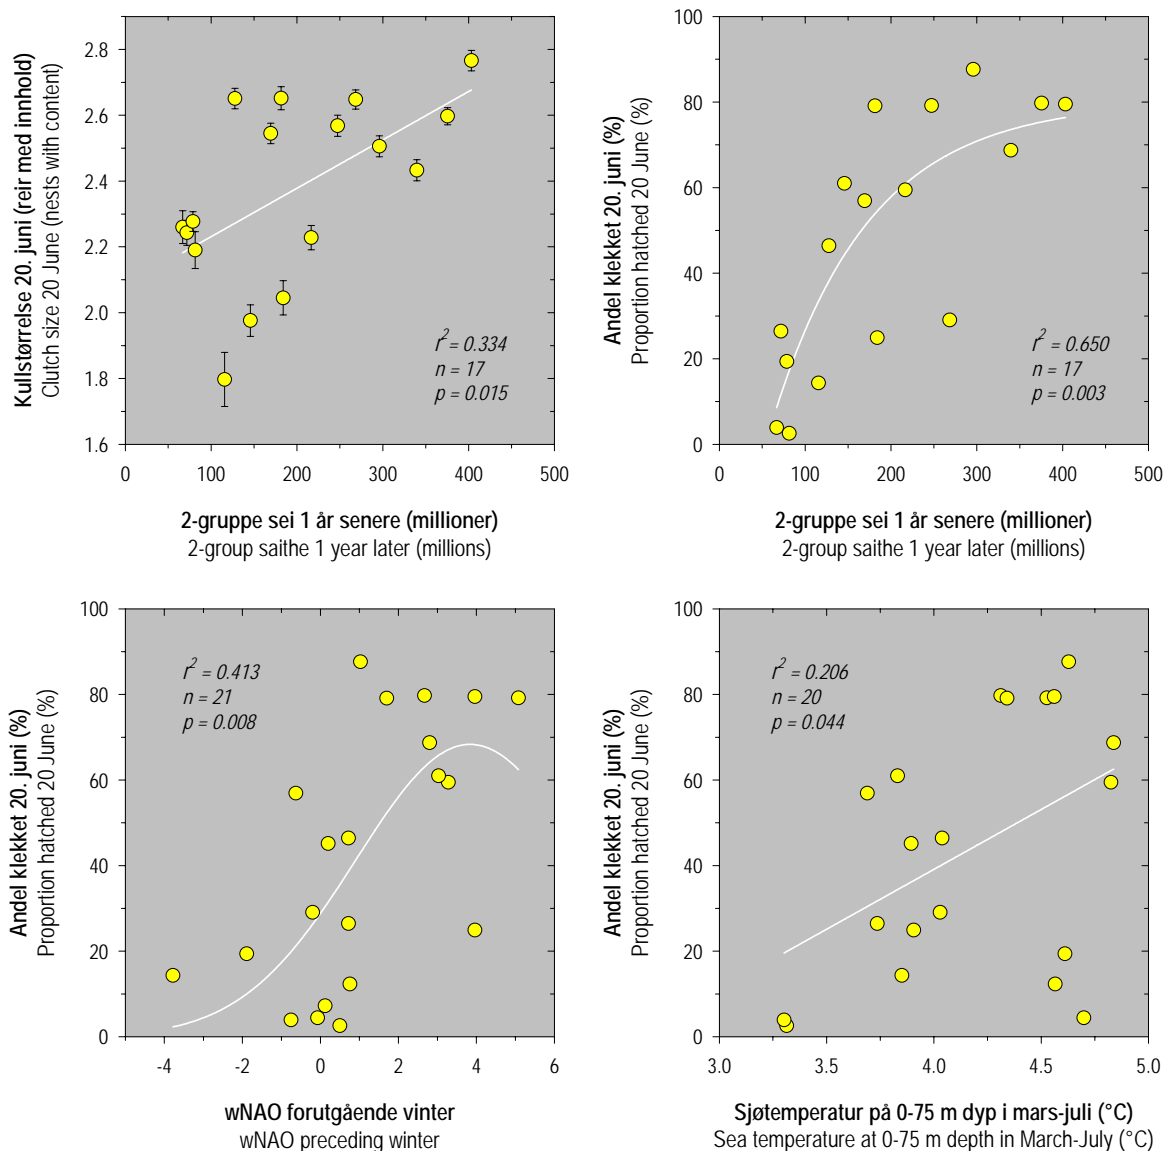 Kullstørrelse 20. juni (reir med innhold)
Clutch size 20 June (nests with content)
2.8
2.6
2.4
2.2
2.0
1.8
1.6
r² = 0.334
n = 17
p = 0.015
0 100 200 300 400 500
2-gruppe sei 1 år senere (millioner)
2-group saithe 1 year later (millions)
Andel klekket 20. juni (%)
Proportion hatched 20 June (%)
100
80
60
40
20
0
r² = 0.650
n = 17
p = 0.003
0 100 200 300 400 500
2-gruppe sei 1 år senere (millioner)
2-group saithe 1 year later (millions)
Andel klekket 20. juni (%)
Proportion hatched 20 June (%)
100
80
60
40
20
0
r² = 0.413
n = 21
p = 0.008
-4 -2 0 2 4 6
wNAO forutgående vinter
wNAO preceding winter
Andel klekket 20. juni (%)
Proportion hatched 20 June (%)
100
80
60
40
20
0
r² = 0.206
n = 20
p = 0.044
3.0 3.5 4.0 4.5 5.0
Sjøtemperatur på 0-75 m dyp i mars-juli (°C)
Sea temperature at 0-75 m depth in March-July (°C)